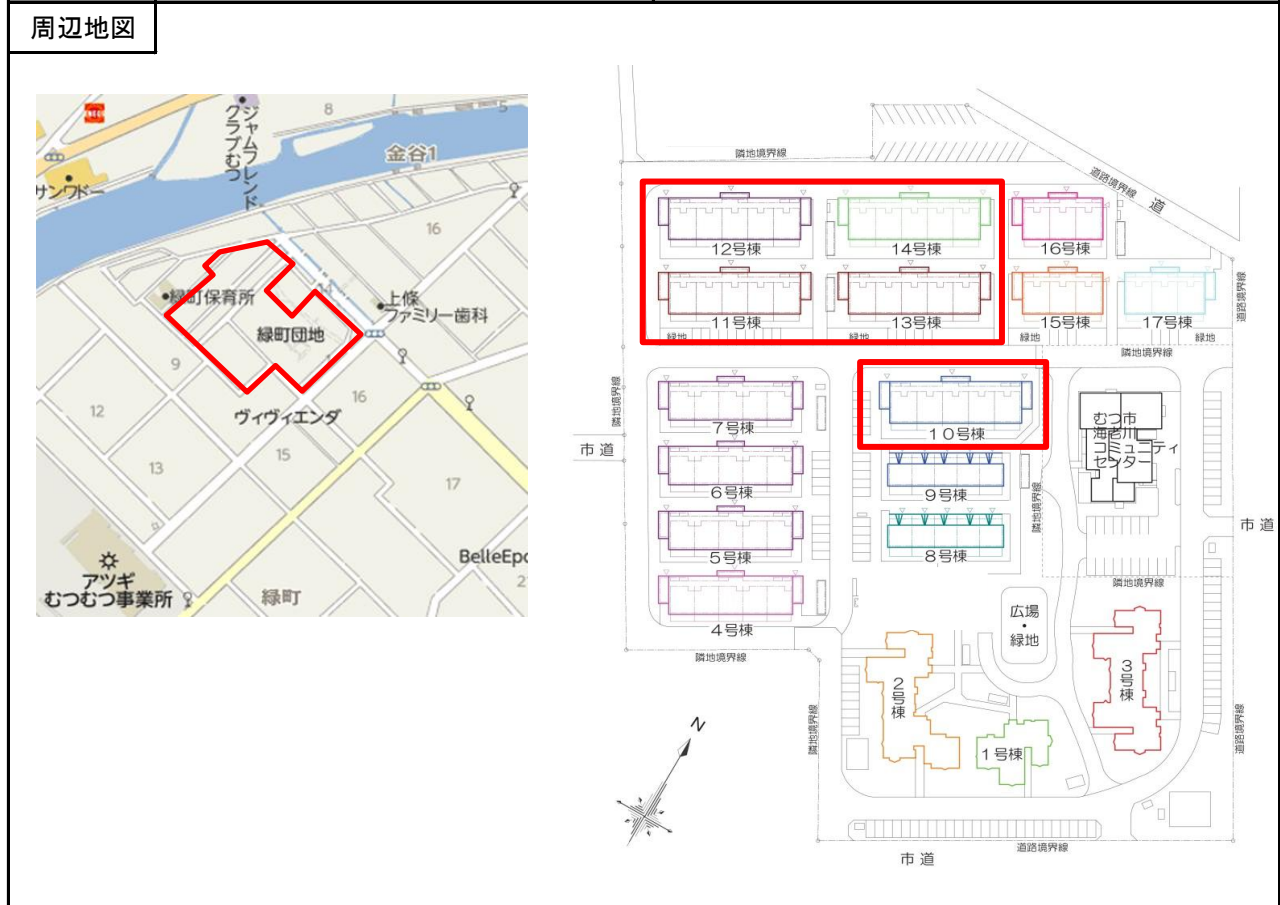 周辺地図
8
5
ジャムフレンド
クラブむつ
金谷1
サンワドー
16
緑町保育所
上條
ファミリー歯科
緑町団地
9
16
12
ヴィヴィエンダ
15
13
17
BelleEpo
アツギ
むつむつ事業所
緑町
2
隣地境界線
道路境界線
道
12号棟
14号棟
16号棟
11号棟
13号棟
15号棟
17号棟
緑地
緑地
緑地
緑地
隣地境界線
道路境界線
隣地境界線
7号棟
10号棟
むつ市
海老川
コミュニティ
センター
市道
6号棟
9号棟
隣地境界線
市道
5号棟
8号棟
隣地境界線
4号棟
広場
・
緑地
隣地境界線
2号棟
3号棟
隣地境界線
1号棟
道路境界線
N
道路境界線
市道